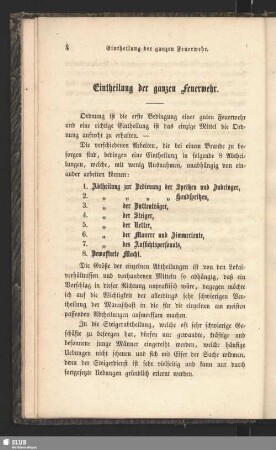 4 Eintheilung der ganzen Feuerwehr.
Eintheilung der ganzen Feuerwehr.
Ordnung ist die erste Bedingung einer guten Feuerwehr
und eine richtige Eintheilung ist das einzige Mittel die Ord-
nung aufrecht zu erhalten. —
Die verschiedenen Arbeiten, die bei einem Brande zu
besorgen sind, bedingen eine Eintheilung in folgende 8 Ab-
theilungen, welche, mit wenig Ausnahmen, unabhängig von ein-
ander arbeiten können:
1. Abtheilung zur Bedienung der Spritzen und Zubringer,
2. „ „ „ „ Handspritzen,
3. „ der Buttenträger,
4. „ der Steiger,
5. „ der Retter,
6. „ der Maurer und Zimmerleute,
7. „ des Aufsichtspersonals,
8. Bewaffnete Macht.
Die Größe der einzelnen Abtheilungen ist von den Lokal-
verhältnissen und vorhandenen Mitteln so abhängig, daß ein
Vorschlag in dieser Richtung unpraktisch wäre, dagegen möchte
ich auf die Wichtigkeit der allerdings sehr schwierigen Ver-
theilung der Mannschaft in die für die einzelnen am meisten
passenden Abtheilungen aufmerksam machen.
In die Steigerabtheilung, welche oft sehr schwierige Ge-
schäfte zu besorgen hat, dürfen nur gewandte, kräftige und
besonnene junge Männer eingereiht werden, welche häufige
Uebungen nicht scheuen und sich mit Eifer der Sache widmen,
denn der Steigerdienst ist sehr vielseitig und kann nur durch
fortgesetzte Uebungen gründlich erlernt werden.
SLUB